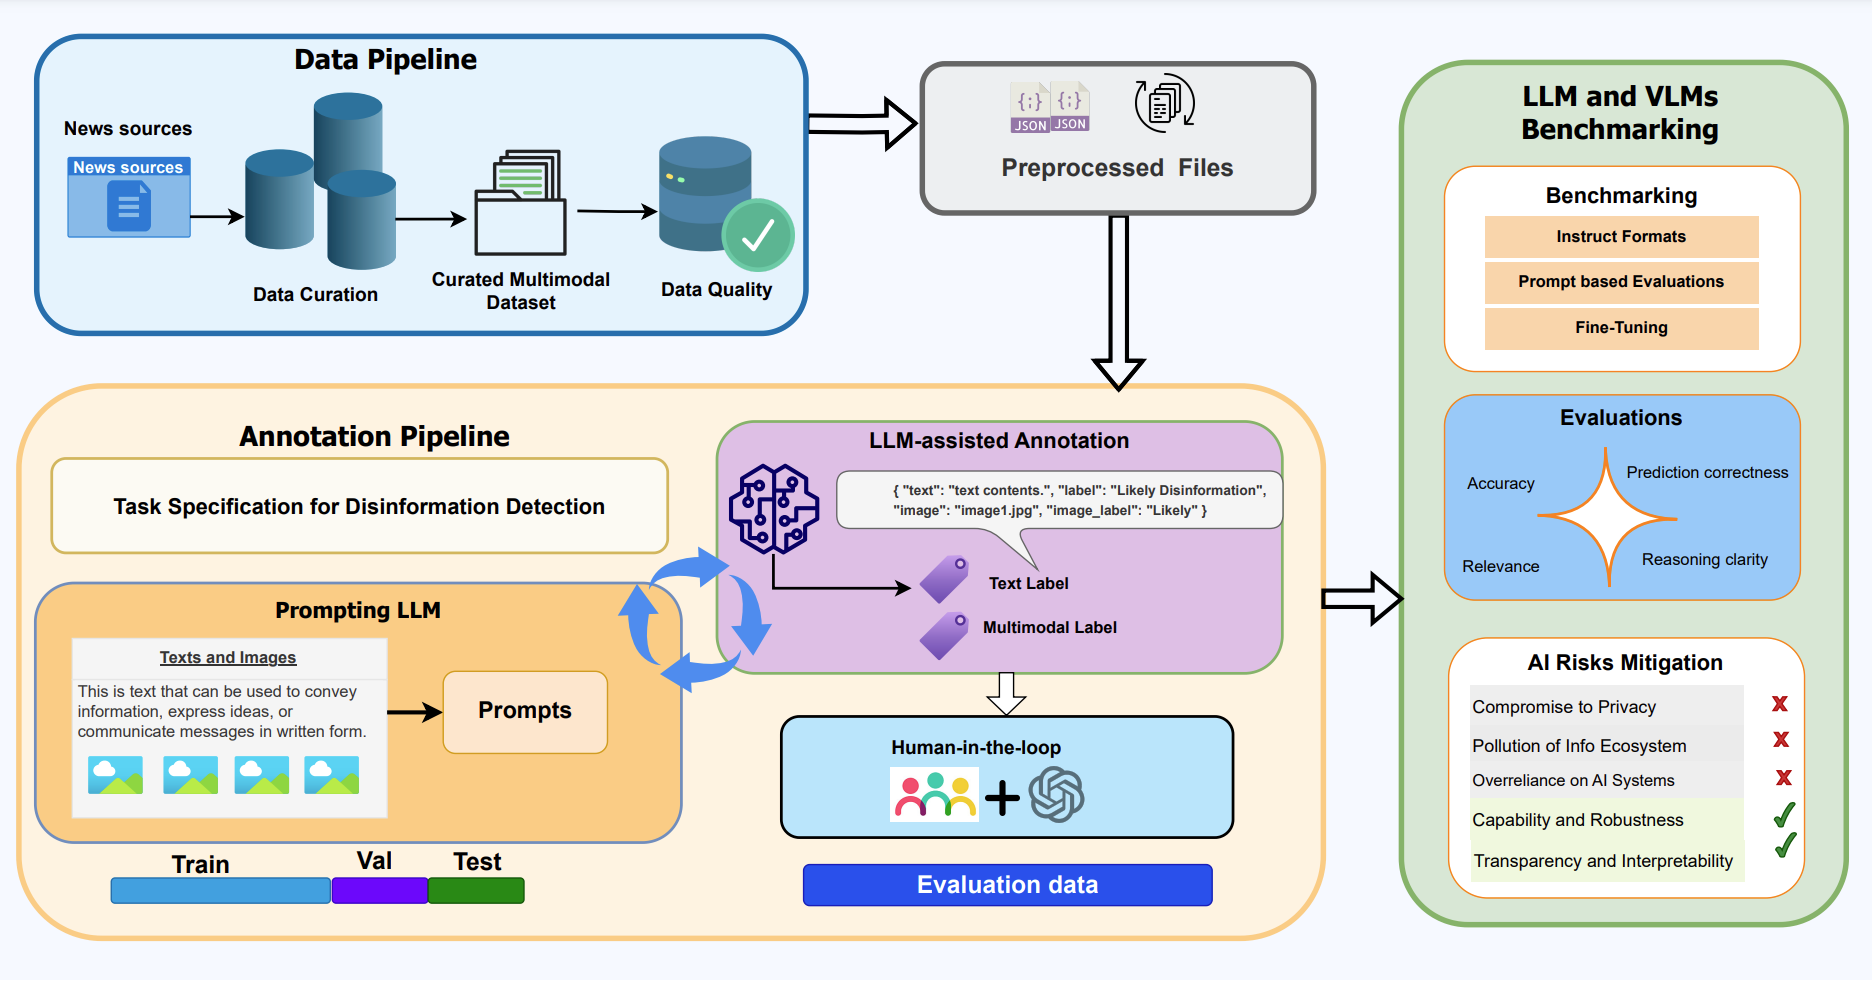 Data Pipeline
News sources
News sources
Data Curation
Curated Multimodal
Dataset
Data Quality
{;} {;}
JSON JSON
Preprocessed Files
Annotation Pipeline
Task Specification for Disinformation Detection
Prompting LLM
Texts and Images
This is text that can be used to convey
information, express ideas, or
communicate messages in written form.
Prompts
Train Val Test
LLM-assisted Annotation
{ "text": "text contents.", "label": "Likely Disinformation",
"image": "image1.jpg", "image_label": "Likely" }
Text Label
Multimodal Label
Human-in-the-loop
Evaluation data
LLM and VLMs
Benchmarking
Benchmarking
Instruct Formats
Prompt based Evaluations
Fine-Tuning
Evaluations
Accuracy
Prediction correctness
Relevance
Reasoning clarity
AI Risks Mitigation
Compromise to Privacy
Pollution of Info Ecosystem
Overreliance on AI Systems
Capability and Robustness
Transparency and Interpretability